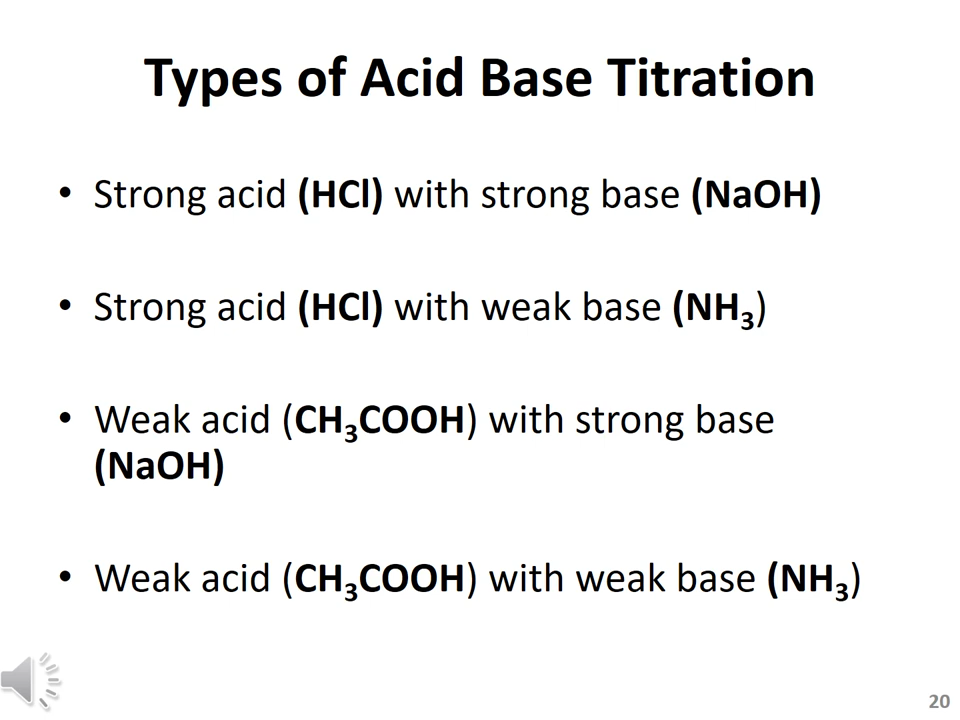 Types of Acid Base Titration
• Strong acid (HCl) with strong base (NaOH)
• Strong acid (HCl) with weak base (NH₃)
• Weak acid (CH₃COOH) with strong base
(NaOH)
• Weak acid (CH₃COOH) with weak base (NH₃)
20